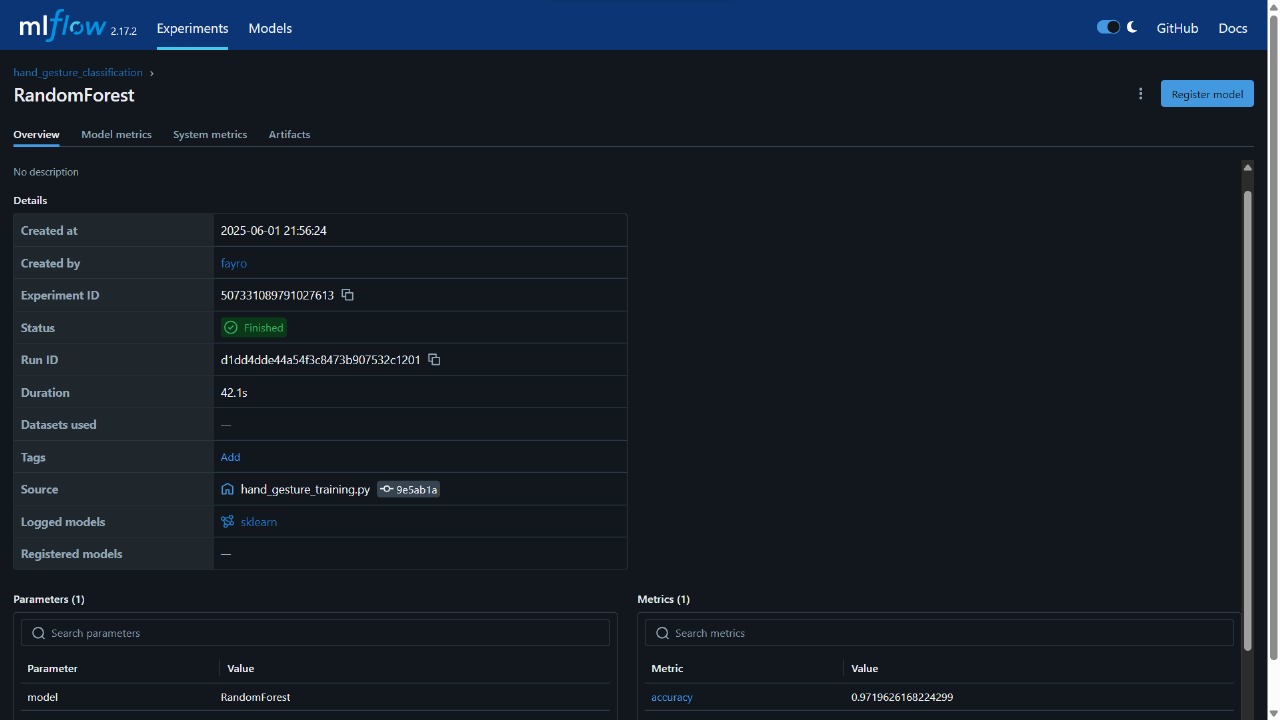 mlflow 2.17.2 Experiments Models GitHub Docs
hand_gesture_classification ›
RandomForest
Register model
Overview Model metrics System metrics Artifacts
No description
Details
Created at 2025-06-01 21:56:24
Created by fayro
Experiment ID 507331089791027613
Status Finished
Run ID d1dd4dde44a54f3c8473b907532c1201
Duration 42.1s
Datasets used —
Tags Add
Source hand_gesture_training.py 9e5ab1a
Logged models sklearn
Registered models —
Parameters (1) Metrics (1)
Search parameters Search metrics
Parameter Value Metric Value
model RandomForest accuracy 0.9719626168224299